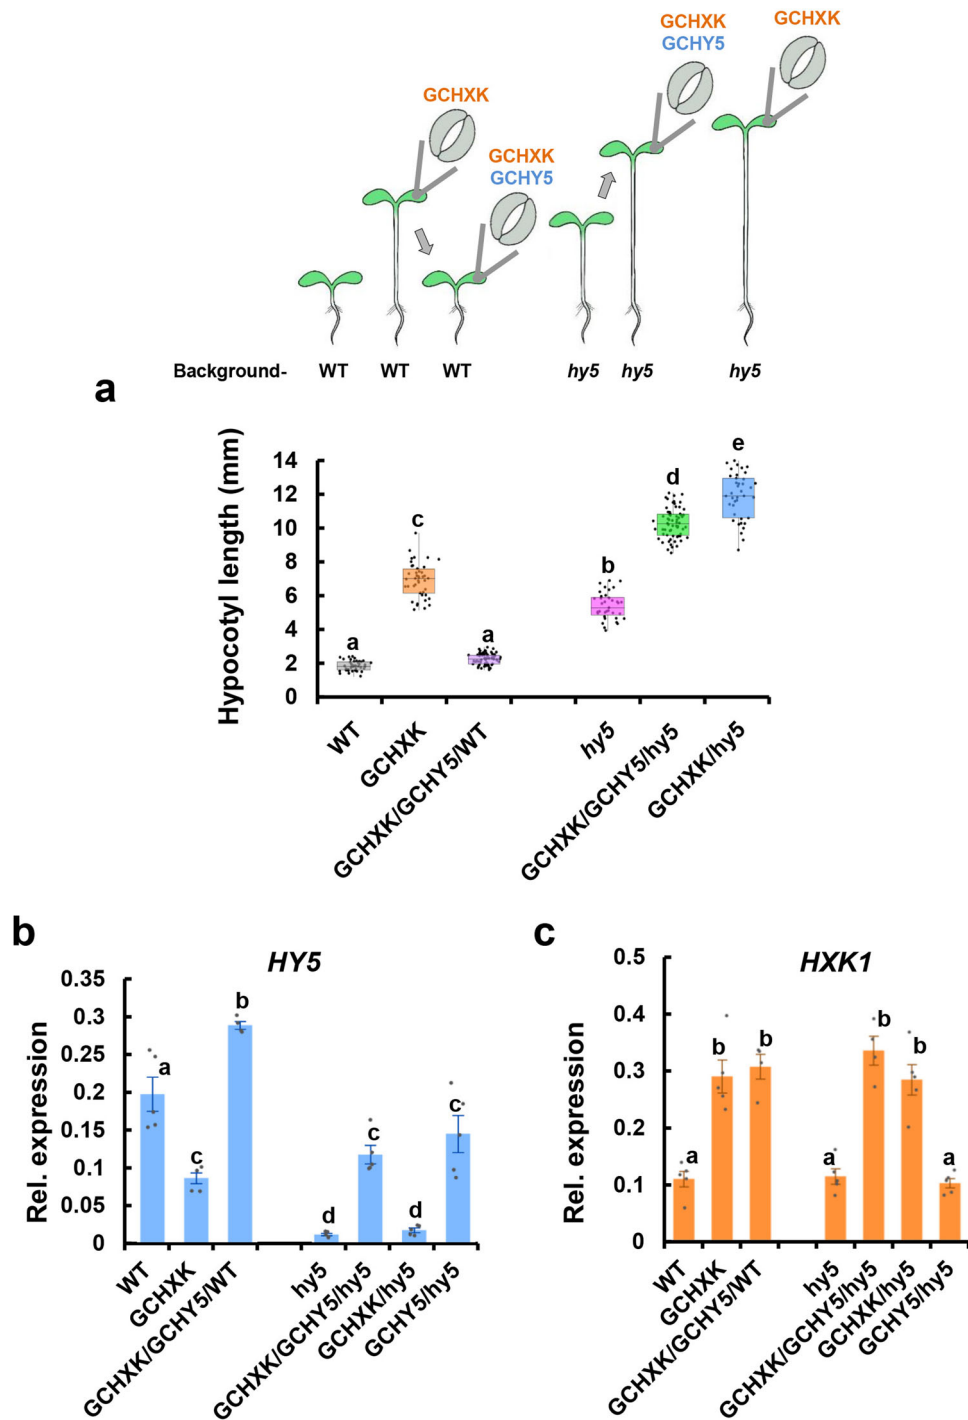 GCHXK
GCHXK
GCHY5
GCHXK
GCHY5
GCHXK
Background- WT WT WT hy5 hy5 hy5
a
Hypocotyl length (mm)
14
12
10
8
6
4
2
0
a
c
a
b
d
e
WT
GCHXK
GCHXK/GCHY5/WT
hy5
GCHXK/GCHY5/hy5
GCHXK/hy5
b
HY5
Rel. expression
0.35
0.3
0.25
0.2
0.15
0.1
0.05
0
a
c
b
d
c
d
c
WT
GCHXK
GCHXK/GCHY5/WT
hy5
GCHXK/GCHY5/hy5
GCHXK/hy5
GCHY5/hy5
c
HXK1
Rel. expression
0.5
0.4
0.3
0.2
0.1
0
a
b
b
a
b
b
a
WT
GCHXK
GCHXK/GCHY5/WT
hy5
GCHXK/GCHY5/hy5
GCHXK/hy5
GCHY5/hy5